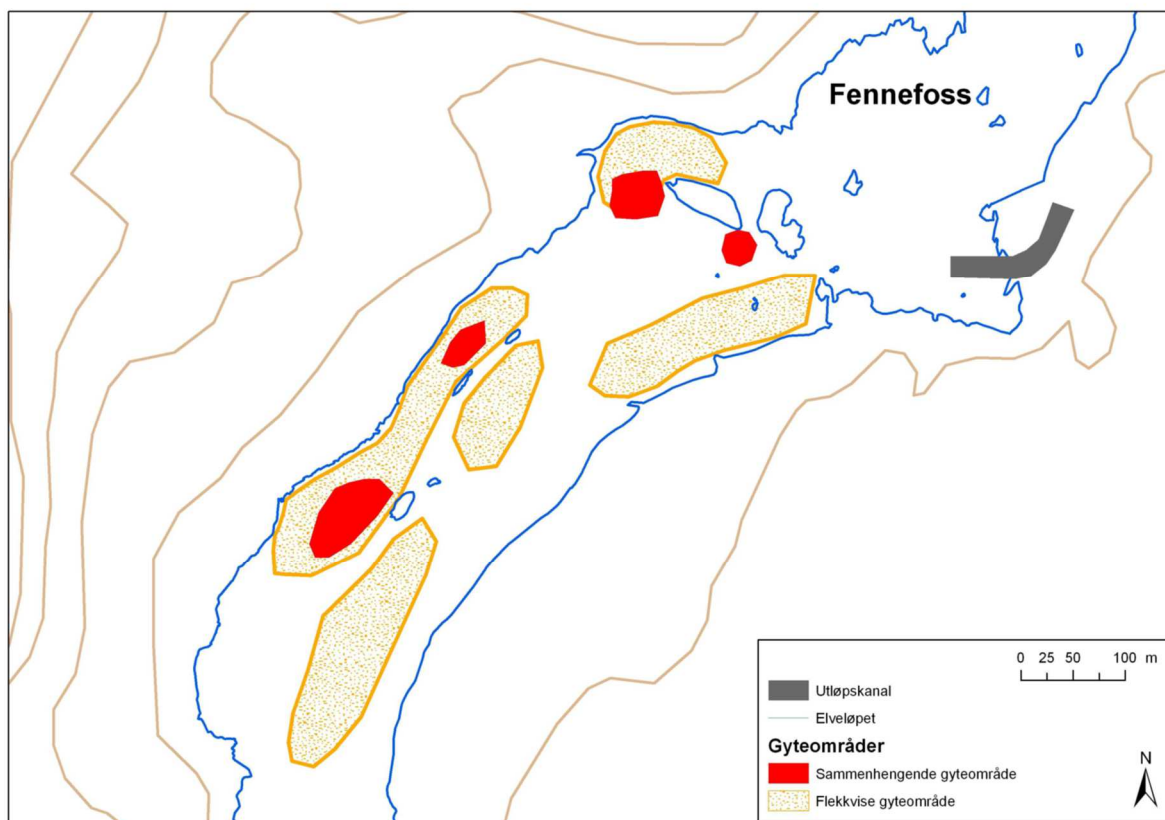 Fennefoss
0 25 50 100 m
Utløpskanal
Elveløpet
Gyteområder
Sammenhengende gyteområde
Flekkvise gyteområde
N